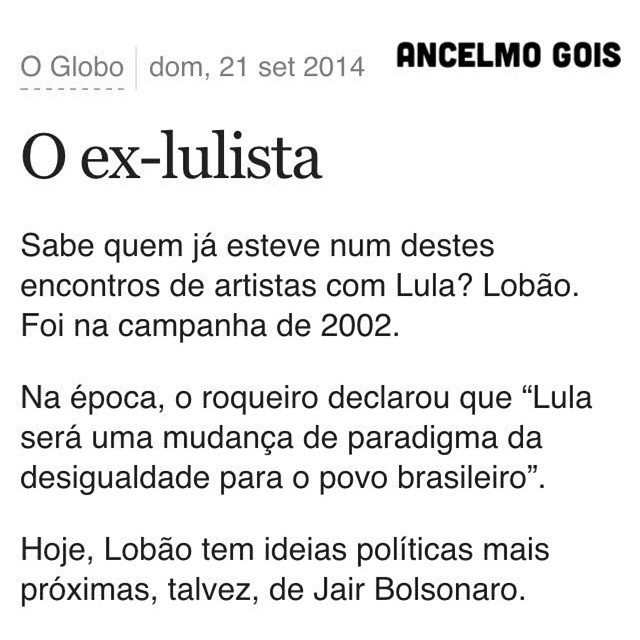 O Globo dom, 21 set 2014 ANCELMO GOIS
O ex-lulista
Sabe quem já esteve num destes
encontros de artistas com Lula? Lobão.
Foi na campanha de 2002.
Na época, o roqueiro declarou que “Lula
será uma mudança de paradigma da
desigualdade para o povo brasileiro”.
Hoje, Lobão tem ideias políticas mais
próximas, talvez, de Jair Bolsonaro.